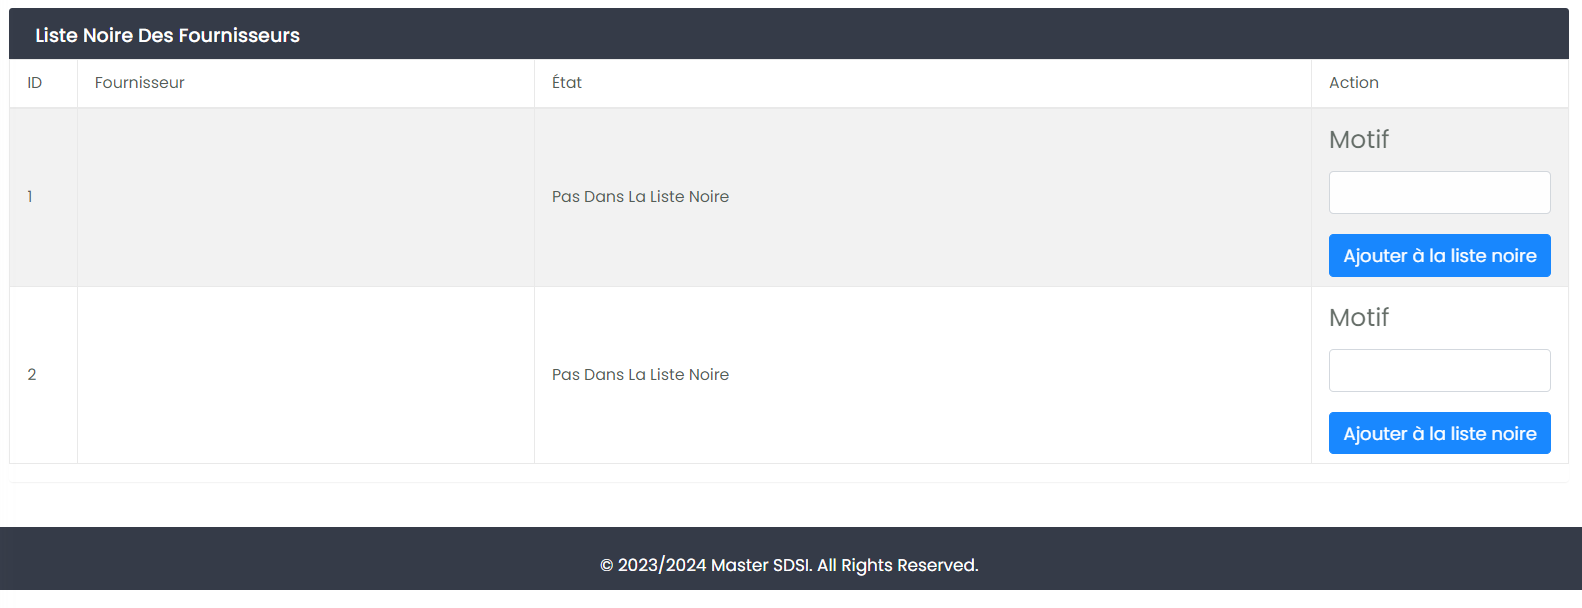 Liste Noire Des Fournisseurs
ID Fournisseur État Action
Motif
1 Pas Dans La Liste Noire
Ajouter à la liste noire
Motif
2 Pas Dans La Liste Noire
Ajouter à la liste noire
© 2023/2024 Master SDSI. All Rights Reserved.